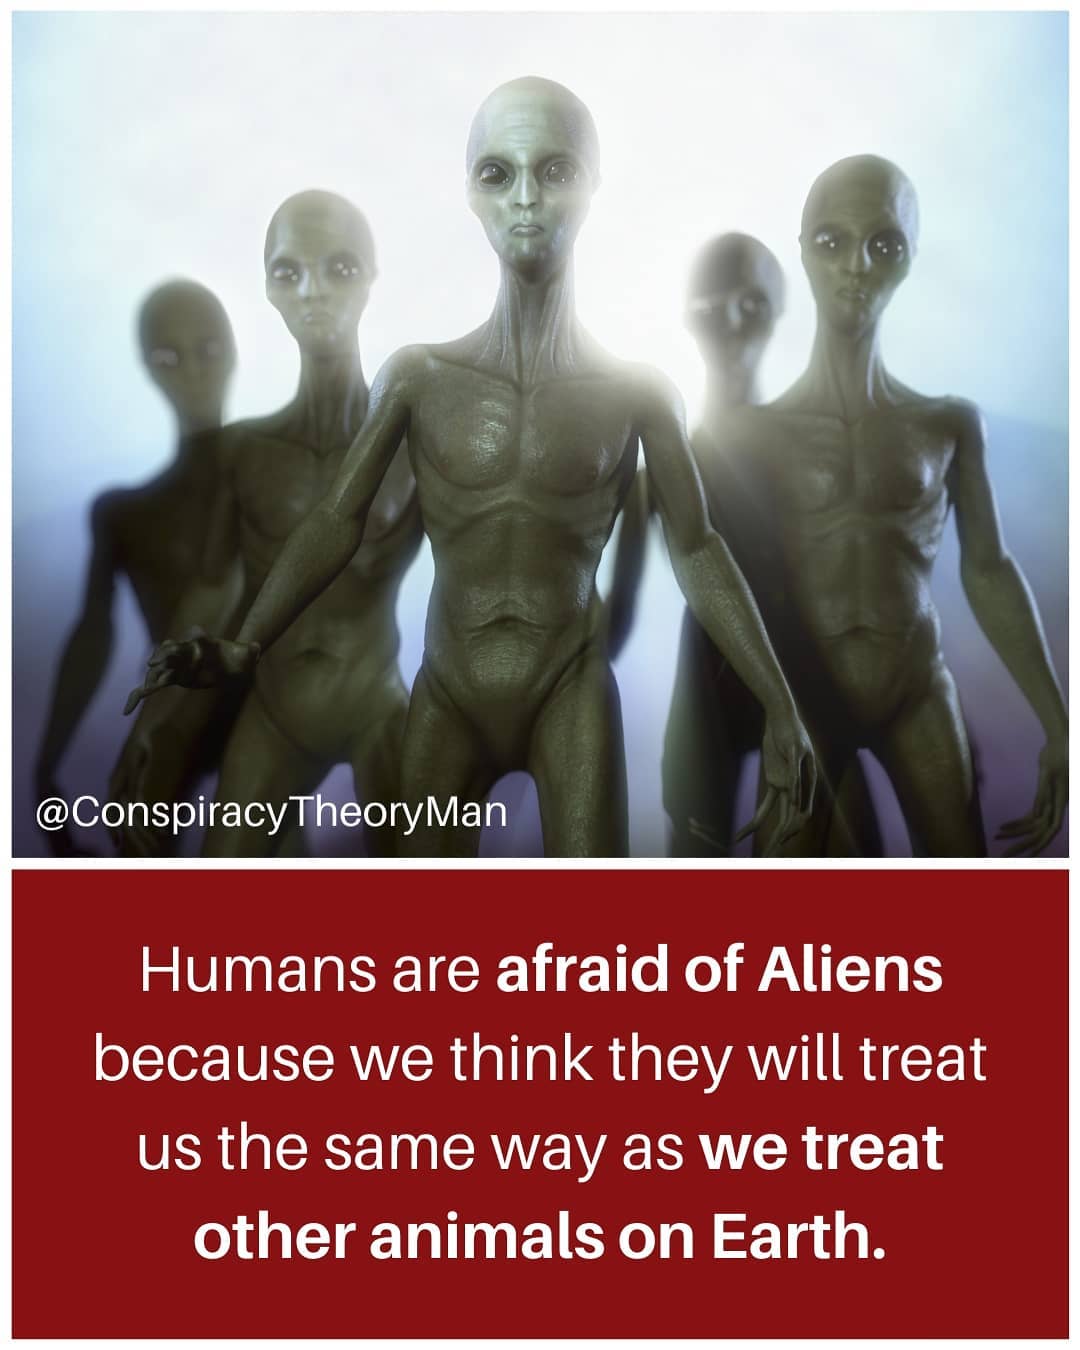 @ConspiracyTheoryMan
Humans are afraid of Aliens
because we think they will treat
us the same way as we treat
other animals on Earth.